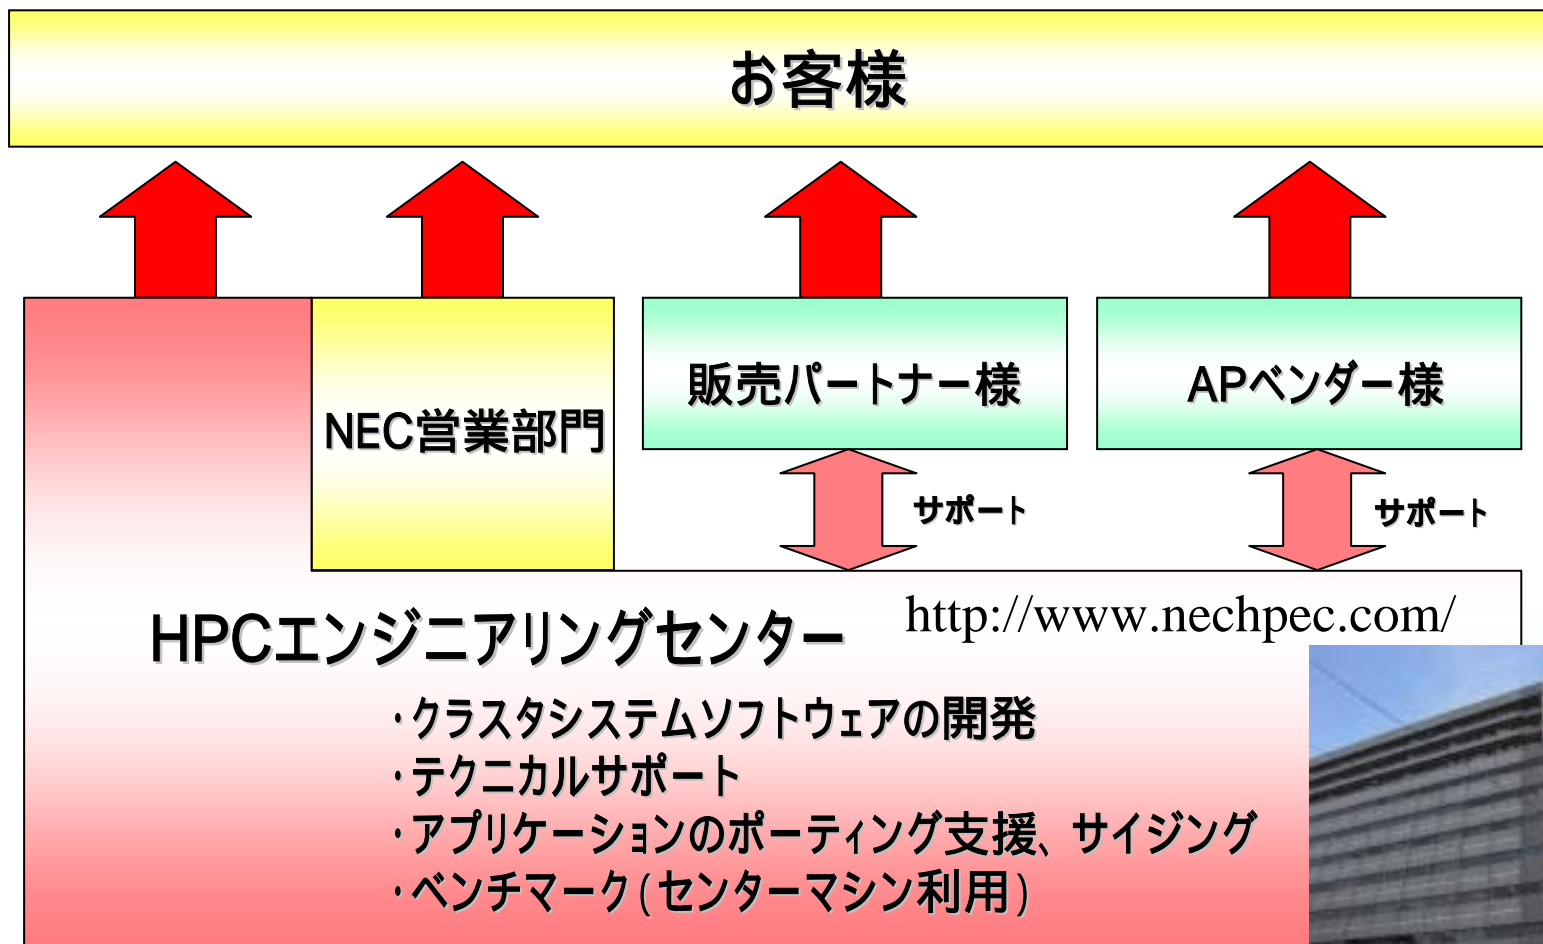 お客様
NEC営業部門
販売パートナー様
APベンダー様
サポート
サポート
HPCエンジニアリングセンター
http://www.nechpec.com/
・クラスタシステムソフトウェアの開発
・テクニカルサポート
・アプリケーションのポーティング支援、サイジング
・ベンチマーク(センターマシン利用)